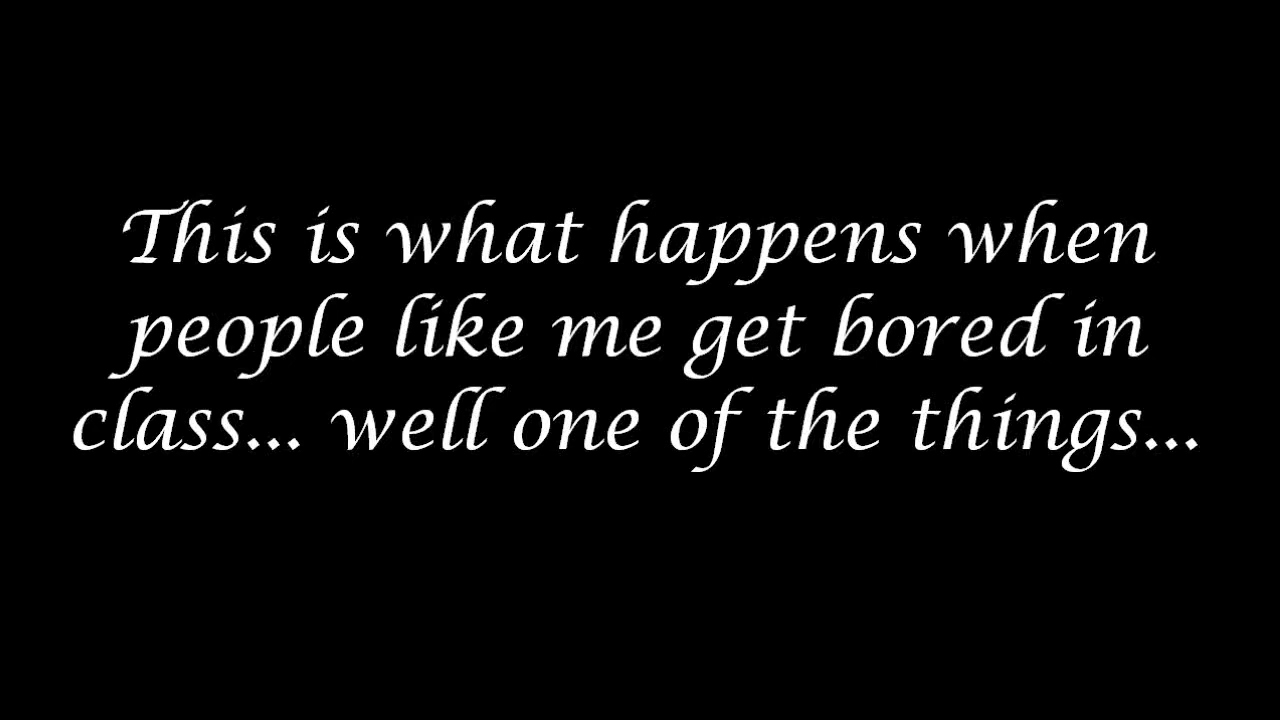 This is what happens when
people like me get bored in
class... well one of the things...